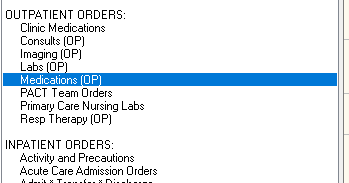 OUTPATIENT ORDERS:
Clinic Medications
Consults (OP)
Imaging (OP)
Labs (OP)
Medications (OP)
PACT Team Orders
Primary Care Nursing Labs
Resp Therapy (OP)
INPATIENT ORDERS:
Activity and Precautions
Acute Care Admission Orders
Admit * Transfer * Discharge